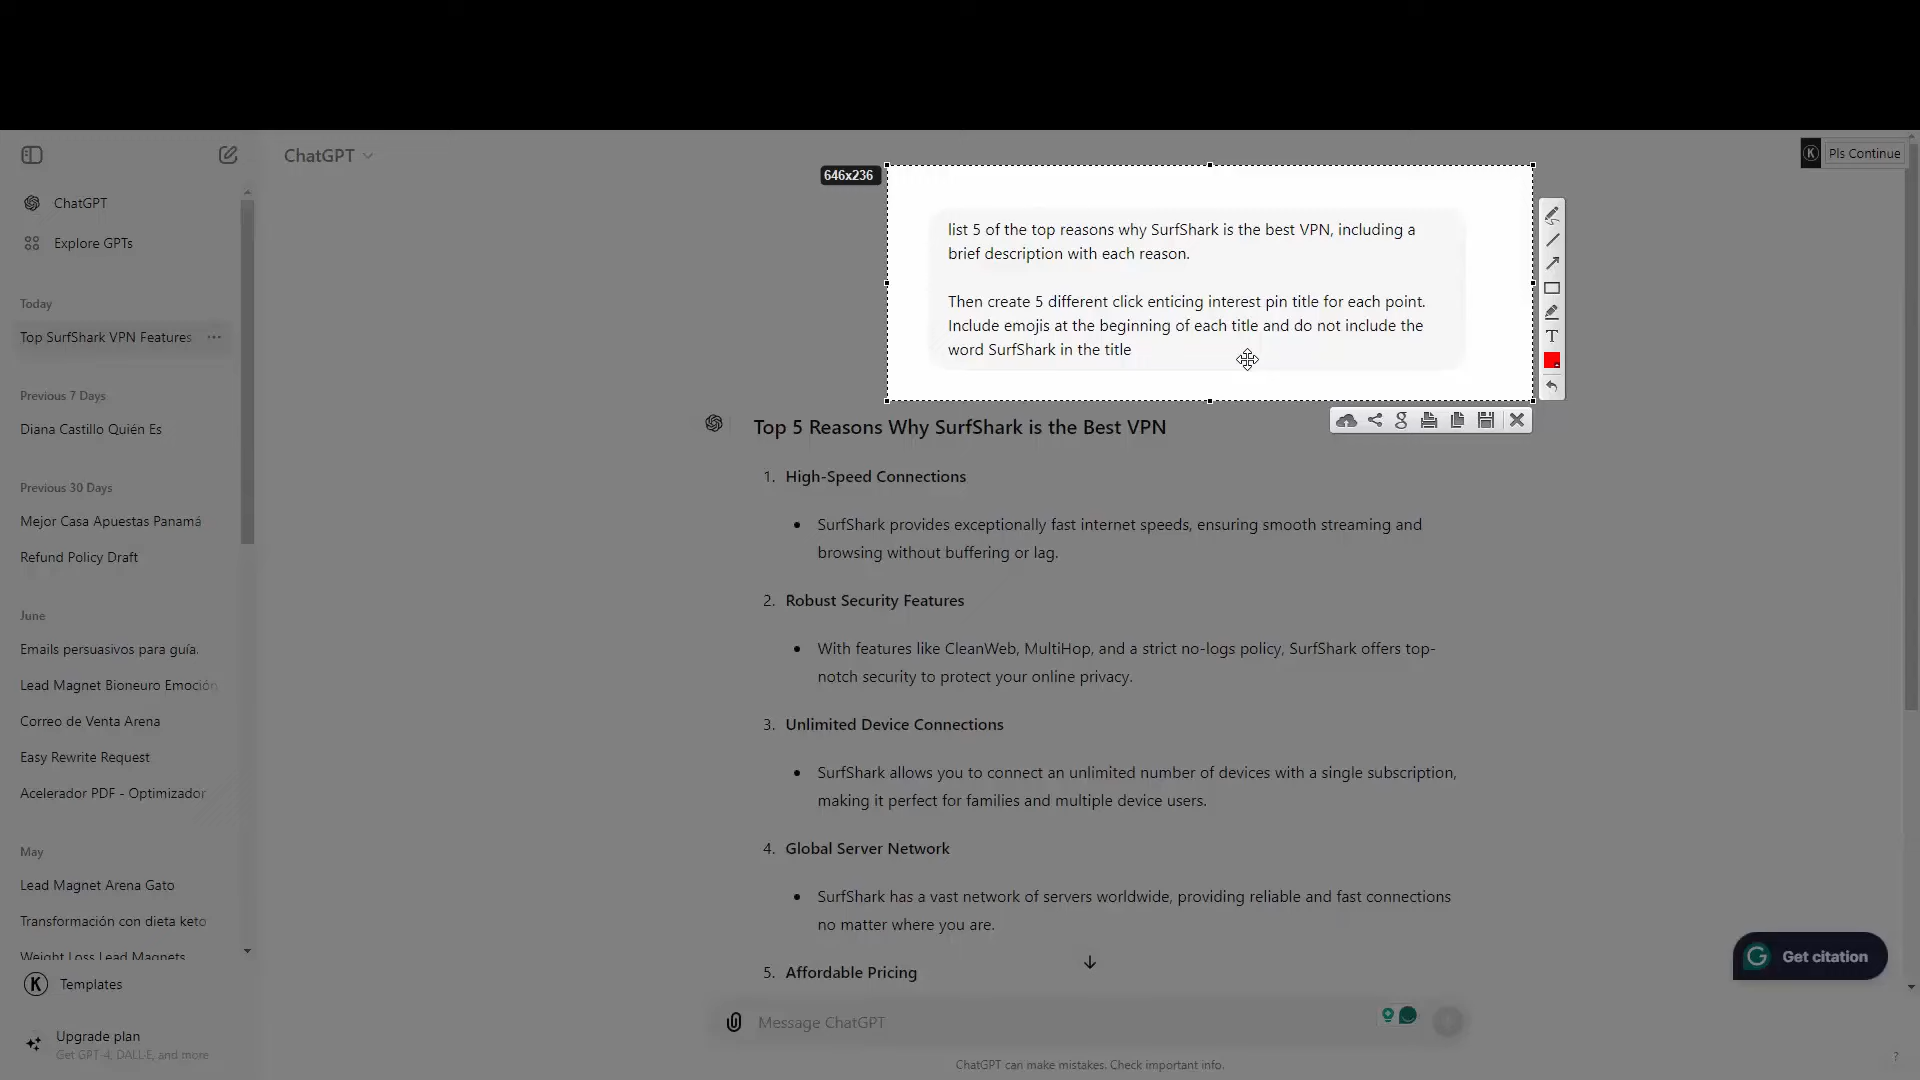 ChatGPT
Pls Continue
646x236
ChatGPT
Explore GPTs
Today
Top SurfShark VPN Features
Previous 7 Days
Diana Castillo Quién Es
Previous 30 Days
Mejor Casa Apuestas Panamá
Refund Policy Draft
June
Emails persuasivos para guía.
Lead Magnet Bioneuro Emoción
Correo de Venta Arena
Easy Rewrite Request
Acelerador PDF - Optimizador
May
Lead Magnet Arena Gato
Transformación con dieta keto
Weight Loss Lead Magnets
K Templates
Upgrade plan
Get GPT-4, DALL·E, and more
list 5 of the top reasons why SurfShark is the best VPN, including a
brief description with each reason.
Then create 5 different click enticing interest pin title for each point.
Include emojis at the beginning of each title and do not include the
word SurfShark in the title
T
g
Top 5 Reasons Why SurfShark is the Best VPN
1. High-Speed Connections
• SurfShark provides exceptionally fast internet speeds, ensuring smooth streaming and
browsing without buffering or lag.
2. Robust Security Features
• With features like CleanWeb, MultiHop, and a strict no-logs policy, SurfShark offers top-
notch security to protect your online privacy.
3. Unlimited Device Connections
• SurfShark allows you to connect an unlimited number of devices with a single subscription,
making it perfect for families and multiple device users.
4. Global Server Network
• SurfShark has a vast network of servers worldwide, providing reliable and fast connections
no matter where you are.
5. Affordable Pricing
Message ChatGPT
ChatGPT can make mistakes. Check important info.
Get citation
?